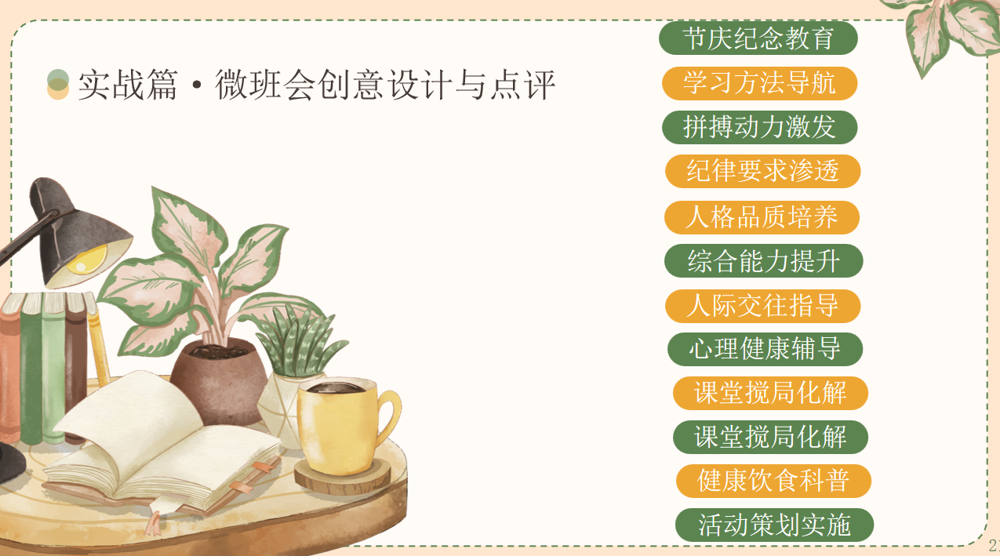 实战篇·微班会创意设计与点评
节庆纪念教育
学习方法导航
拼搏动力激发
纪律要求渗透
人格品质培养
综合能力提升
人际交往指导
心理健康辅导
课堂搅局化解
课堂搅局化解
健康饮食科普
活动策划实施